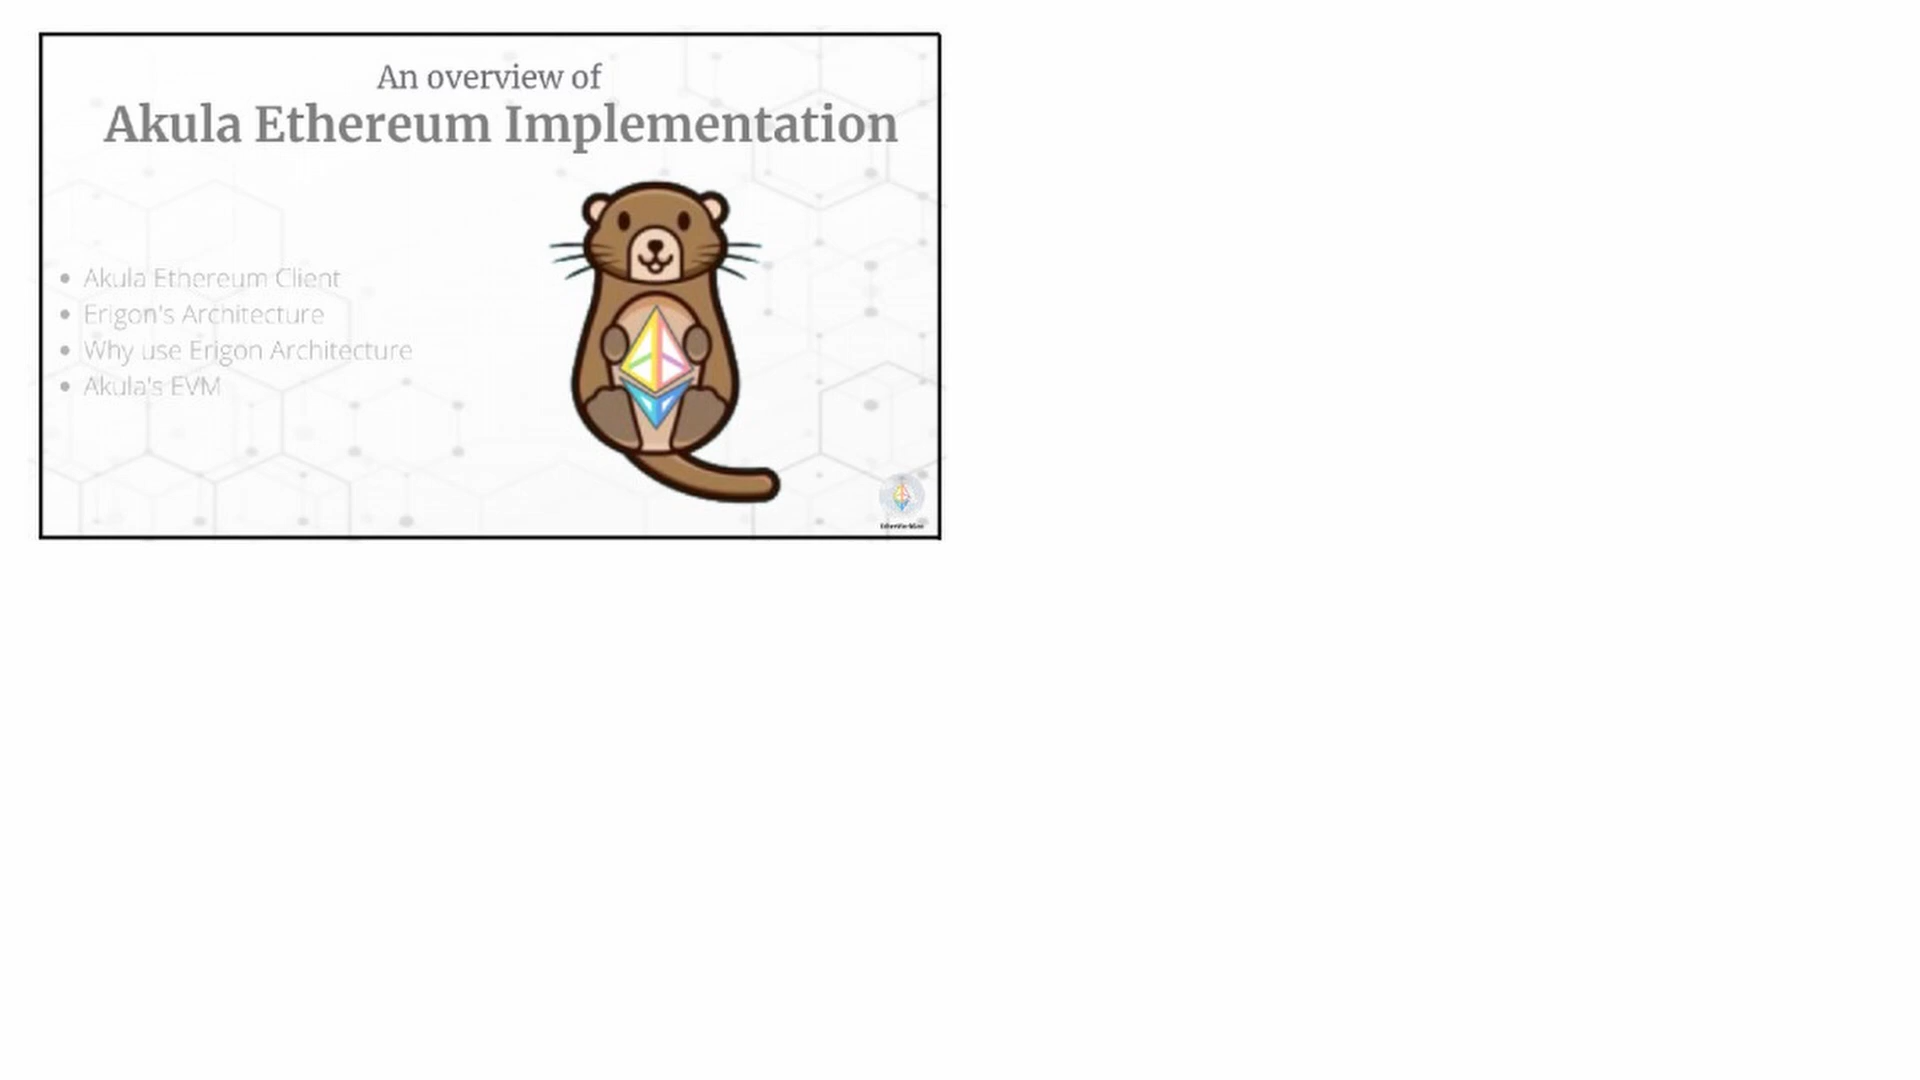 An overview of
Akula Ethereum Implementation
• Akula Ethereum Client
• Erigon's Architecture
• Why use Erigon Architecture
• Akula's EVM